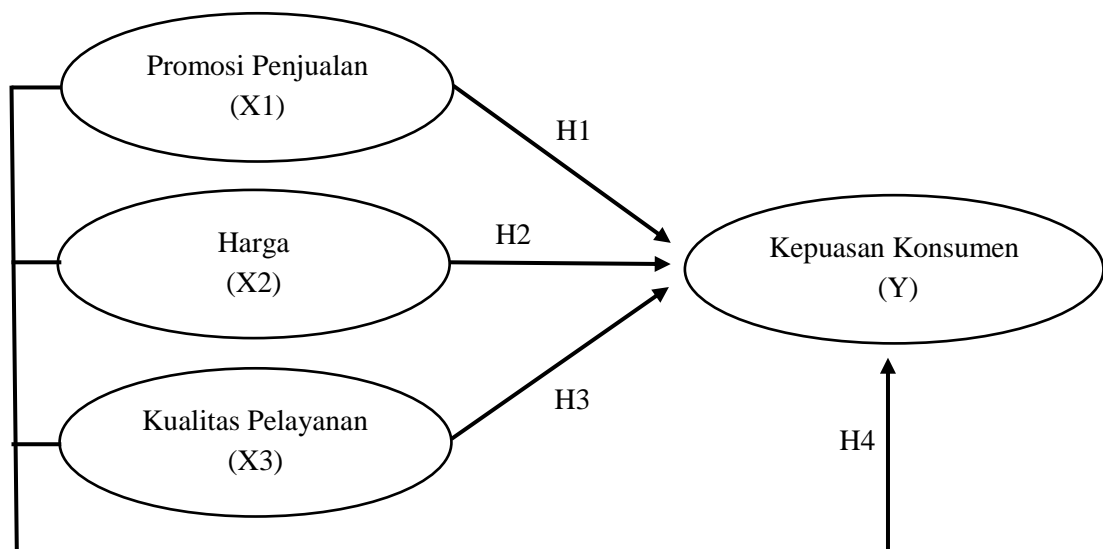 Promosi Penjualan
(X1)
H1
Harga
(X2)
H2
Kepuasan Konsumen
(Y)
Kualitas Pelayanan
(X3)
H3
H4